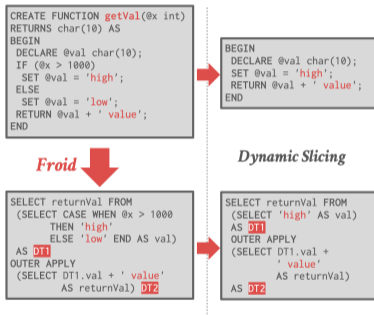 CREATE FUNCTION getVal(@x int)
RETURNS char(10) AS
BEGIN
DECLARE @val char(10);
IF (@x > 1000)
SET @val = 'high';
ELSE
SET @val = 'low';
RETURN @val + ' value';
END
BEGIN
DECLARE @val char(10);
SET @val = 'high';
RETURN @val + ' value';
END
Froid
Dynamic Slicing
SELECT returnVal FROM
(SELECT CASE WHEN @x > 1000
THEN 'high'
ELSE 'low' END AS val)
AS DT1
OUTER APPLY
(SELECT DT1.val + ' value'
AS returnVal) DT2
SELECT returnVal FROM
(SELECT 'high' AS val)
AS DT1
OUTER APPLY
(SELECT DT1.val +
' value'
AS returnVal)
AS DT2